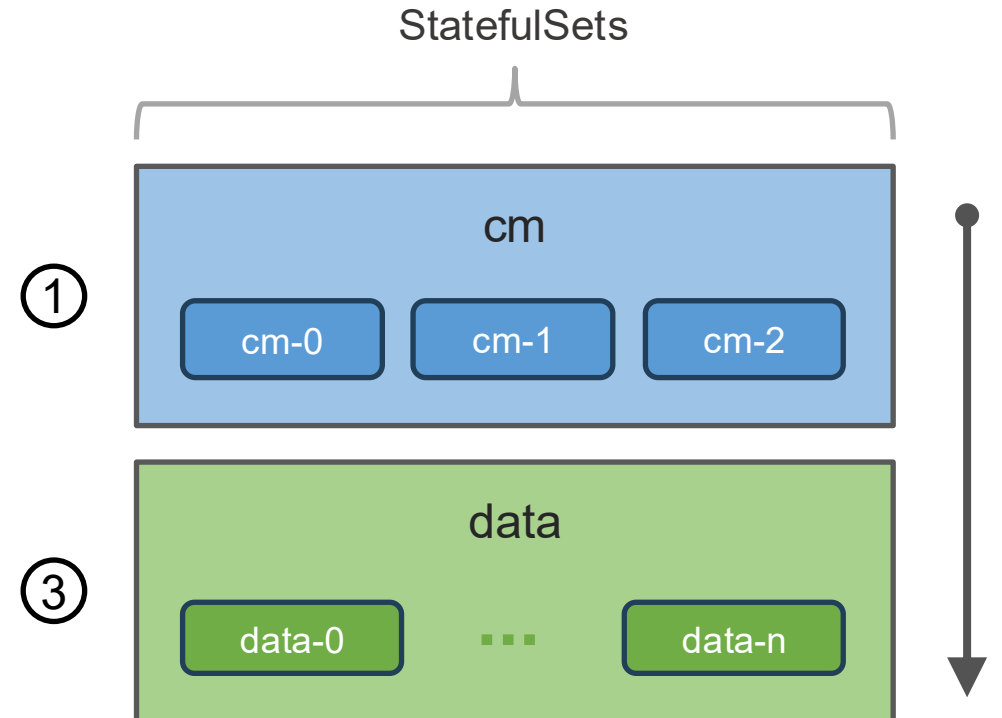 StatefulSets
cm
1
cm-0 cm-1 cm-2
data
3
data-0 ... data-n